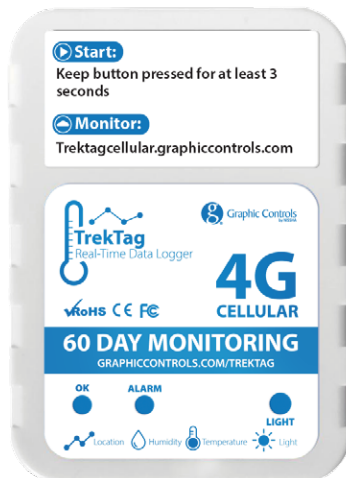 Start:
Keep button pressed for at least 3
seconds
Monitor:
Trektagcellular.graphiccontrols.com
g Graphic Controls
TrekTag
Real-Time Data Logger
4G
CELLULAR
RoHS CE FC
60 DAY MONITORING
GRAPHICCONTROLS.COM/TREKTAG
OK ALARM
LIGHT
Location Humidity Temperature Light